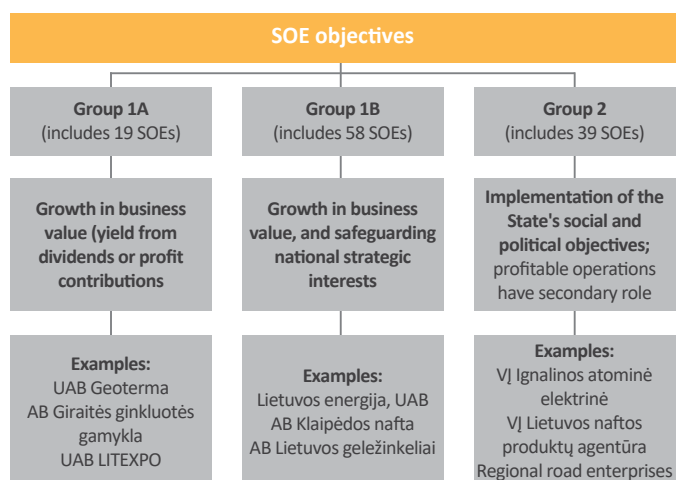 SOE objectives
Group 1A
(includes 19 SOEs)
Group 1B
(includes 58 SOEs)
Group 2
(includes 39 SOEs)
Growth in business
value (yield from
dividends or profit
contributions
Growth in business
value, and safeguarding
national strategic
interests
Implementation of the
State's social and
political objectives;
profitable operations
have secondary role
Examples:
UAB Geoterma
AB Giraitės ginkluotės
gamykla
UAB LITEXPO
Examples:
Lietuvos energija, UAB
AB Klaipėdos nafta
AB Lietuvos geležinkeliai
Examples:
VĮ Ignalinos atominė
elektrinė
VĮ Lietuvos naftos
produktų agentūra
Regional road enterprises